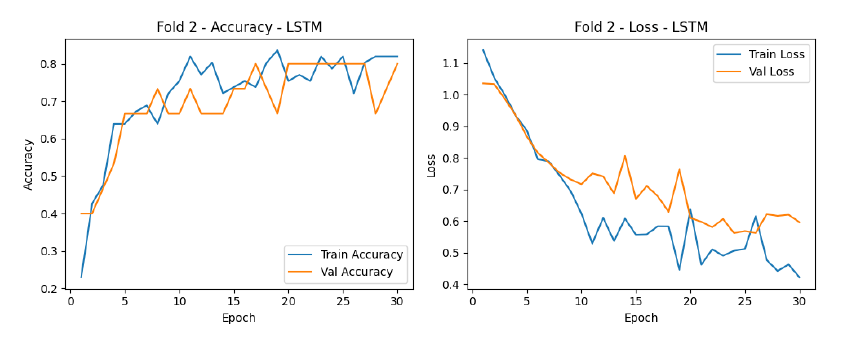 Fold 2 - Accuracy - LSTM
0.8
0.7
0.6
0.5
0.4
0.3
0.2
Accuracy
0 5 10 15 20 25 30
Epoch
Train Accuracy
Val Accuracy
Fold 2 - Loss - LSTM
1.1
1.0
0.9
0.8
0.7
0.6
0.5
0.4
Loss
0 5 10 15 20 25 30
Epoch
Train Loss
Val Loss